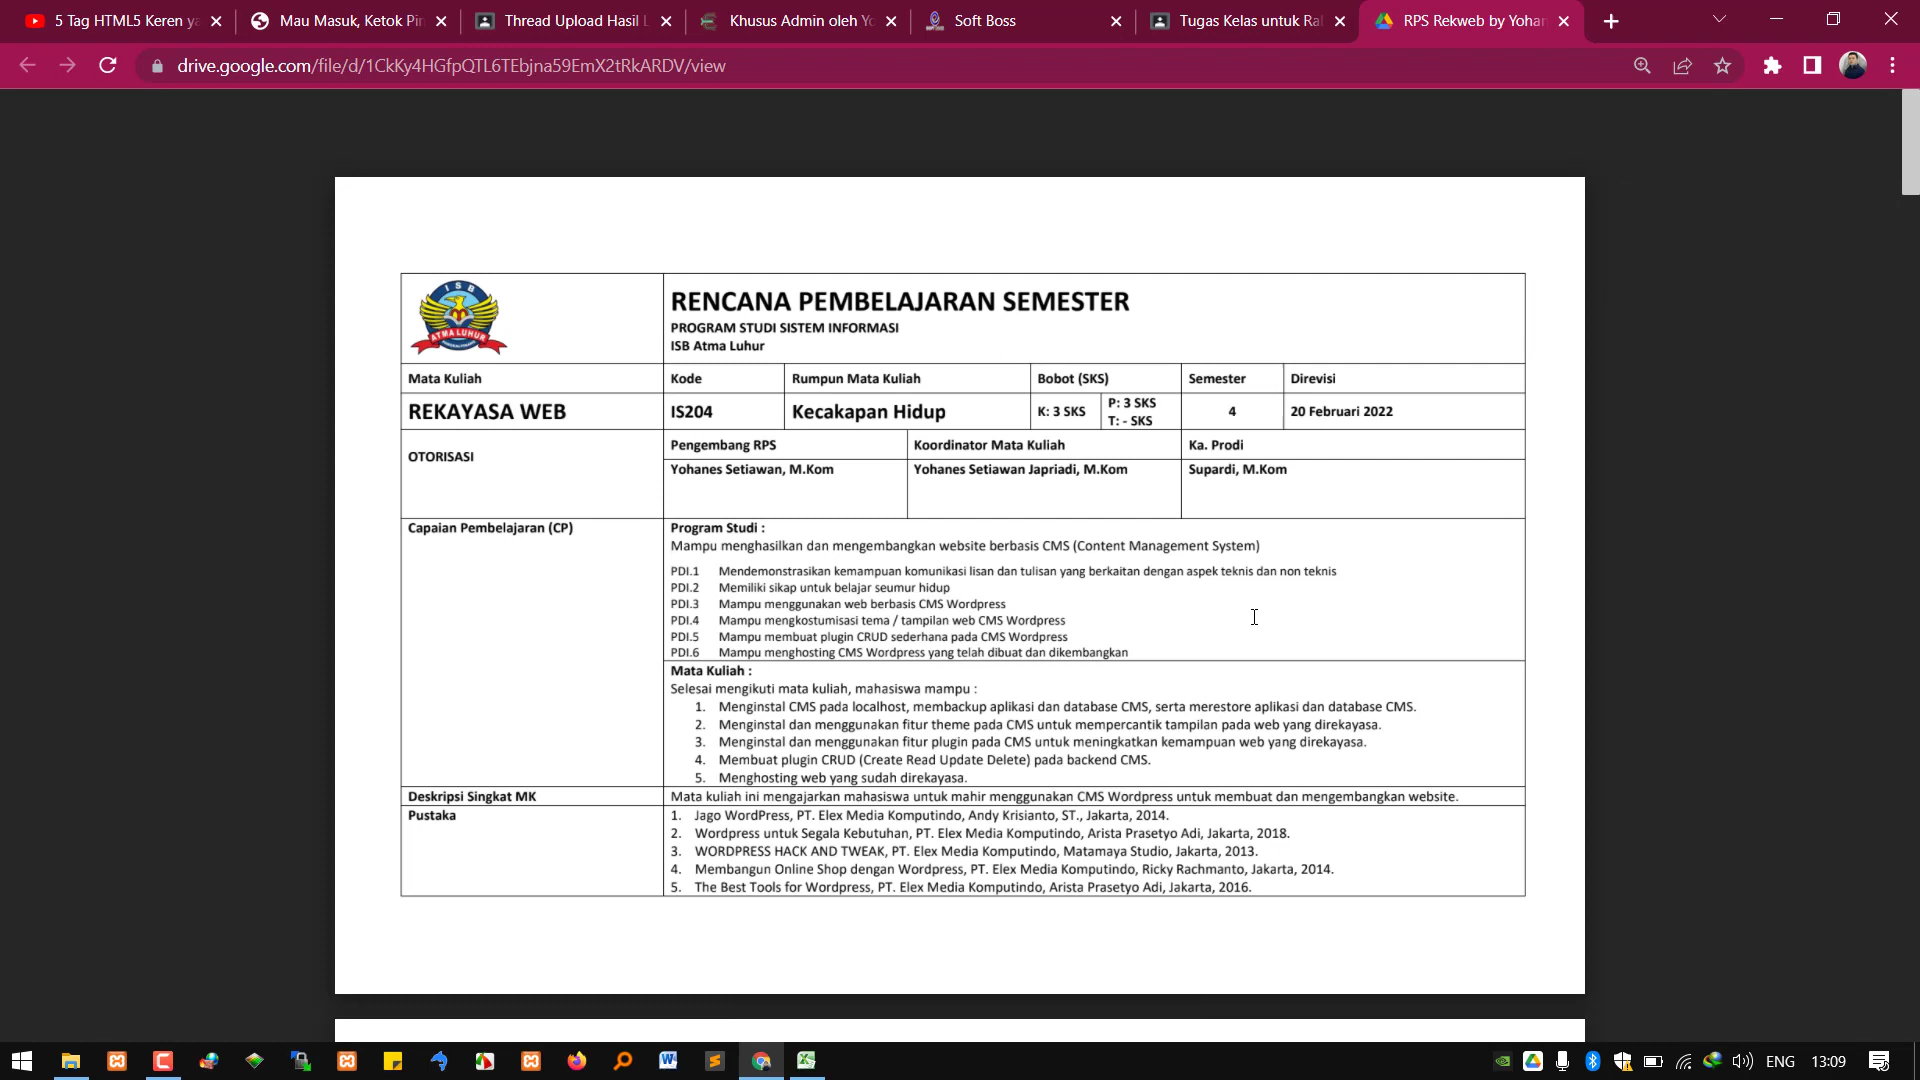 5 Tag HTML5 Keren ya
Mau Masuk, Ketok Pin
Thread Upload Hasil L
Khusus Admin oleh Yo
Soft Boss
Tugas Kelas untuk Ra
RPS Rekweb by Yohan
drive.google.com/file/d/1CkKy4HGfpQTL6TEbjna59EmX2tRkARDV/view
ISB
ATMA LUHUR
RENCANA PEMBELAJARAN SEMESTER
PROGRAM STUDI SISTEM INFORMASI
ISB Atma Luhur
Mata Kuliah Kode Rumpun Mata Kuliah Bobot (SKS) Semester Direvisi
REKAYASA WEB IS204 Kecakapan Hidup K: 3 SKS P: 3 SKS 4 20 Februari 2022
T: - SKS
OTORISASI
Pengembang RPS Koordinator Mata Kuliah Ka. Prodi
Yohanes Setiawan, M.Kom Yohanes Setiawan Japriadi, M.Kom Supardi, M.Kom
Capaian Pembelajaran (CP) Program Studi :
Mampu menghasilkan dan mengembangkan website berbasis CMS (Content Management System)
PDI.1 Mendemonstrasikan kemampuan komunikasi lisan dan tulisan yang berkaitan dengan aspek teknis dan non teknis
PDI.2 Memiliki sikap untuk belajar seumur hidup
PDI.3 Mampu menggunakan web berbasis CMS Wordpress
PDI.4 Mampu mengkostumisasi tema / tampilan web CMS Wordpress
PDI.5 Mampu membuat plugin CRUD sederhana pada CMS Wordpress
PDI.6 Mampu menghosting CMS Wordpress yang telah dibuat dan dikembangkan
Mata Kuliah :
Selesai mengikuti mata kuliah, mahasiswa mampu :
1. Menginstal CMS pada localhost, membackup aplikasi dan database CMS, serta merestore aplikasi dan database CMS.
2. Menginstal dan menggunakan fitur theme pada CMS untuk mempercantik tampilan pada web yang direkayasa.
3. Menginstal dan menggunakan fitur plugin pada CMS untuk meningkatkan kemampuan web yang direkayasa.
4. Membuat plugin CRUD (Create Read Update Delete) pada backend CMS.
5. Menghosting web yang sudah direkayasa.
Deskripsi Singkat MK Mata kuliah ini mengajarkan mahasiswa untuk mahir menggunakan CMS Wordpress untuk membuat dan mengembangkan website.
Pustaka 1. Jago WordPress, PT. Elex Media Komputindo, Andy Krisianto, ST., Jakarta, 2014.
2. Wordpress untuk Segala Kebutuhan, PT. Elex Media Komputindo, Arista Prasetyo Adi, Jakarta, 2018.
3. WORDPRESS HACK AND TWEAK, PT. Elex Media Komputindo, Matamaya Studio, Jakarta, 2013.
4. Membangun Online Shop dengan Wordpress, PT. Elex Media Komputindo, Ricky Rachmanto, Jakarta, 2014.
5. The Best Tools for Wordpress, PT. Elex Media Komputindo, Arista Prasetyo Adi, Jakarta, 2016.
ENG 13:09